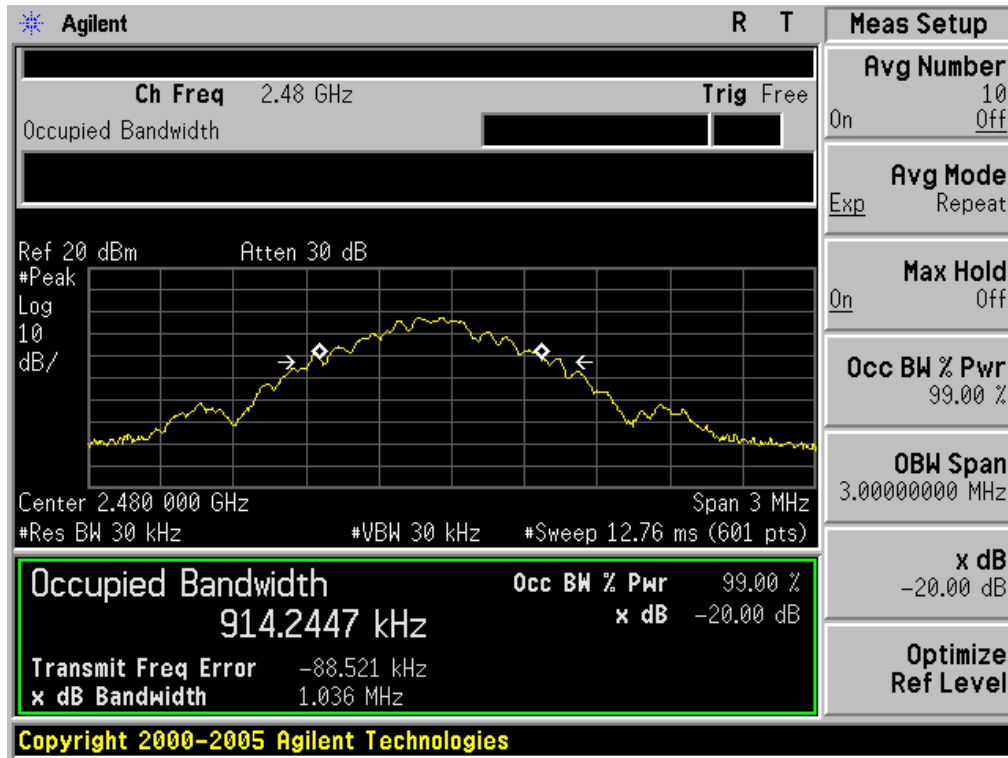 Agilent R T
Ch Freq 2.48 GHz Trig Free
Occupied Bandwidth
Ref 20 dBm Atten 30 dB
#Peak
Log
10
dB/
Center 2.480 000 GHz Span 3 MHz
#Res BW 30 kHz #VBW 30 kHz #Sweep 12.76 ms (601 pts)
Occupied Bandwidth
914.2447 kHz
Occ BW % Pwr 99.00 %
x dB -20.00 dB
Transmit Freq Error -88.521 kHz
x dB Bandwidth 1.036 MHz
Copyright 2000-2005 Agilent Technologies
Meas Setup
Avg Number
10
On Off
Avg Mode
Exp Repeat
Max Hold
On Off
Occ BW % Pwr
99.00 %
OBW Span
3.00000000 MHz
x dB
-20.00 dB
Optimize
Ref Level